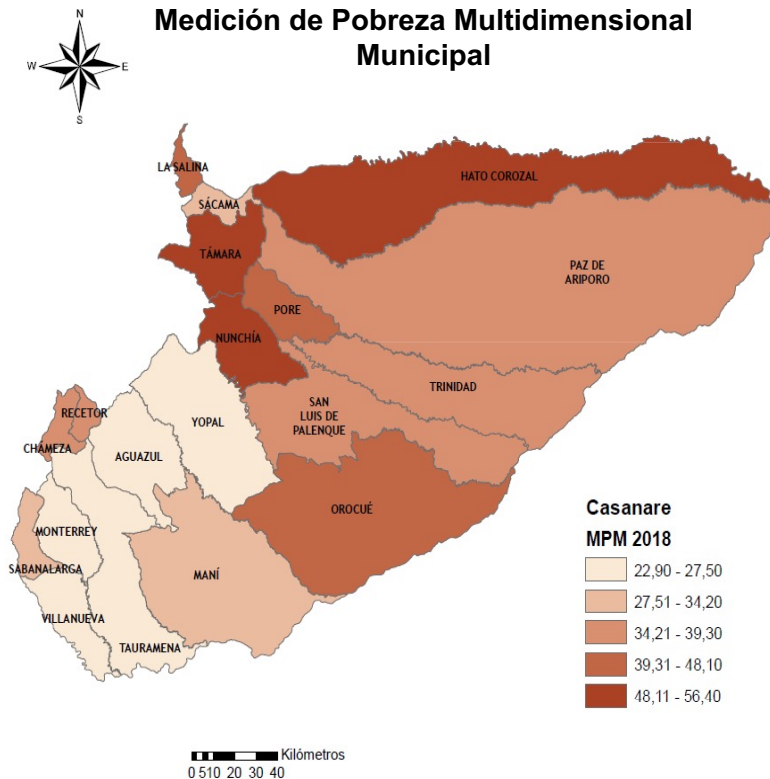 Medición de Pobreza Multidimensional
Municipal
N
W
E
S
LA SALINA
HATO COROZAL
SÁCAMA
TÁMARA
PAZ DE
ARIPORO
PORE
NUNCHÍA
TRINIDAD
RECETOR
YOPAL
SAN
LUIS DE
PALENQUE
CHÁMEZA
AGUAZUL
OROCUÉ
MONTERREY
SABANALARGA
MANÍ
VILLANUEVA
TAURAMENA
Casanare
MPM 2018
22,90 - 27,50
27,51 - 34,20
34,21 - 39,30
39,31 - 48,10
48,11 - 56,40
Kilómetros
0 5 10 20 30 40